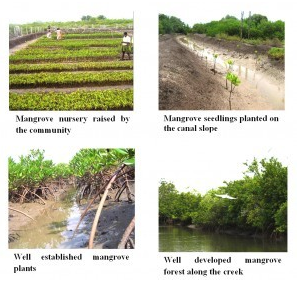 Mangrove nursery raised by
the community
Mangrove seedlings planted on
the canal slope
Well established mangrove
plants
Well developed mangrove
forest along the creek